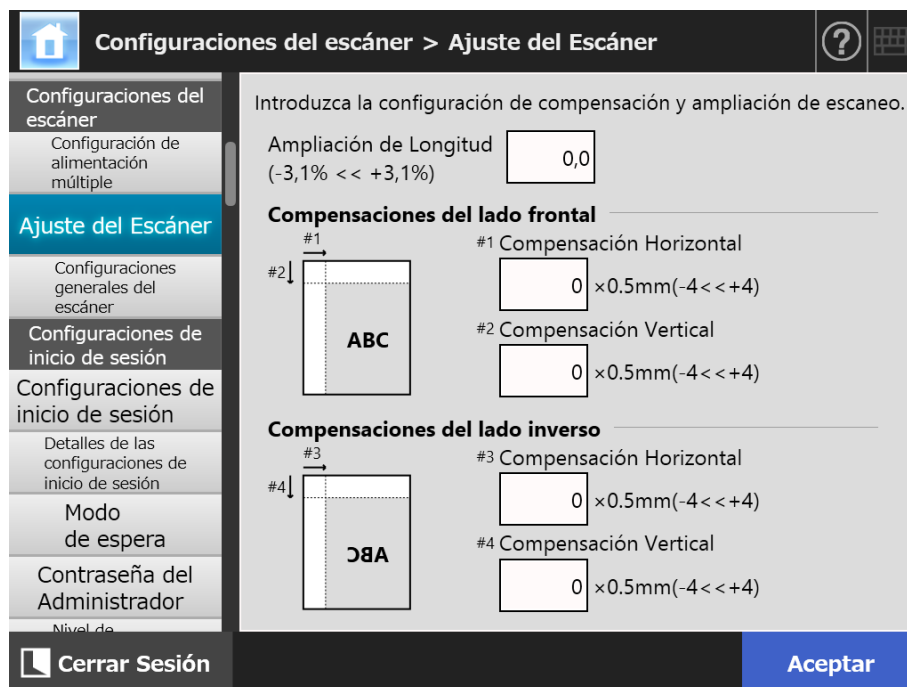 Configuraciones del escáner > Ajuste del Escáner
?
Configuraciones del
escáner
Configuración de
alimentación
múltiple
Ajuste del Escáner
Configuraciones
generales del
escáner
Configuraciones de
inicio de sesión
Configuraciones de
inicio de sesión
Detalles de las
configuraciones de
inicio de sesión
Modo
de espera
Contraseña del
Administrador
Nivel de
Introduzca la configuración de compensación y ampliación de escaneo.
Ampliación de Longitud
(-3,1% << +3,1%)
0,0
Compensaciones del lado frontal
#1
#2
ABC
#1 Compensación Horizontal
0 ×0.5mm(-4<<+4)
#2 Compensación Vertical
0 ×0.5mm(-4<<+4)
Compensaciones del lado inverso
#3
#4
ABC
#3 Compensación Horizontal
0 ×0.5mm(-4<<+4)
#4 Compensación Vertical
0 ×0.5mm(-4<<+4)
Cerrar Sesión
Aceptar